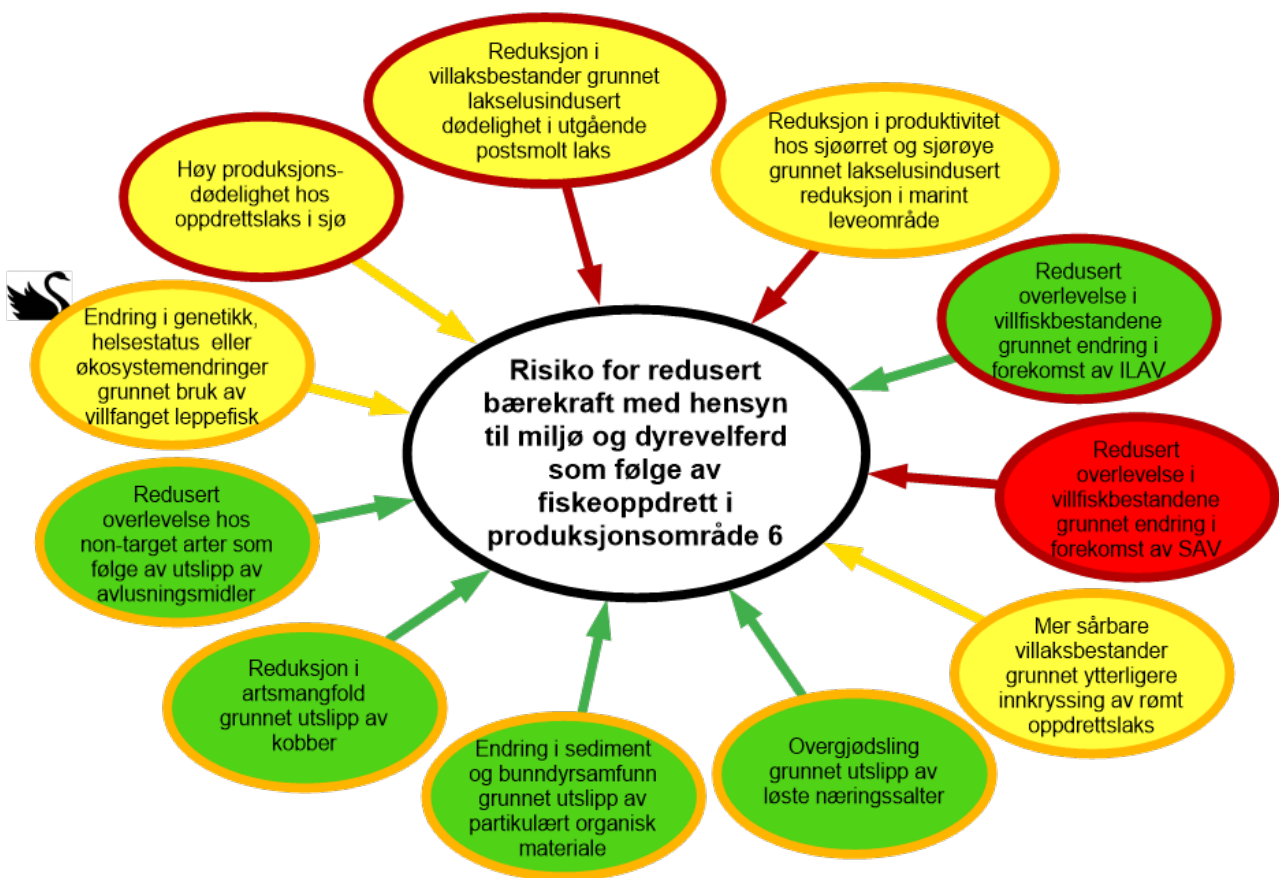 Reduksjon i
villaksbestander grunnet
lakselusindusert
dødelighet i utgående
postsmolt laks
Reduksjon i produktivitet
hos sjøørret og sjørøye
grunnet lakselusindusert
reduksjon i marint
leveområde
Høy produksjons-
dødelighet hos
oppdrettslaks i sjø
Redusert
overlevelse i
villfiskbestandene
grunnet endring i
forekomst av ILAV
Endring i genetikk,
helsestatus eller
økosystemendringer
grunnet bruk av
villfanget leppefisk
Risiko for redusert
bærekraft med hensyn
til miljø og dyrevelferd
som følge av
fiskeoppdrett i
produksjonsområde 6
Redusert
overlevelse i
villfiskbestandene
grunnet endring i
forekomst av SAV
Redusert
overlevelse hos
non-target arter som
følge av utslipp av
avlusningsmidler
Mer sårbare
villaksbestander
grunnet ytterligere
innkryssing av rømt
oppdrettslaks
Reduksjon i
artsmangfold
grunnet utslipp av
kobber
Endring i sediment
og bunndyrsamfunn
grunnet utslipp av
partikulært organisk
materiale
Overgjødsling
grunnet utslipp av
løste næringssalter